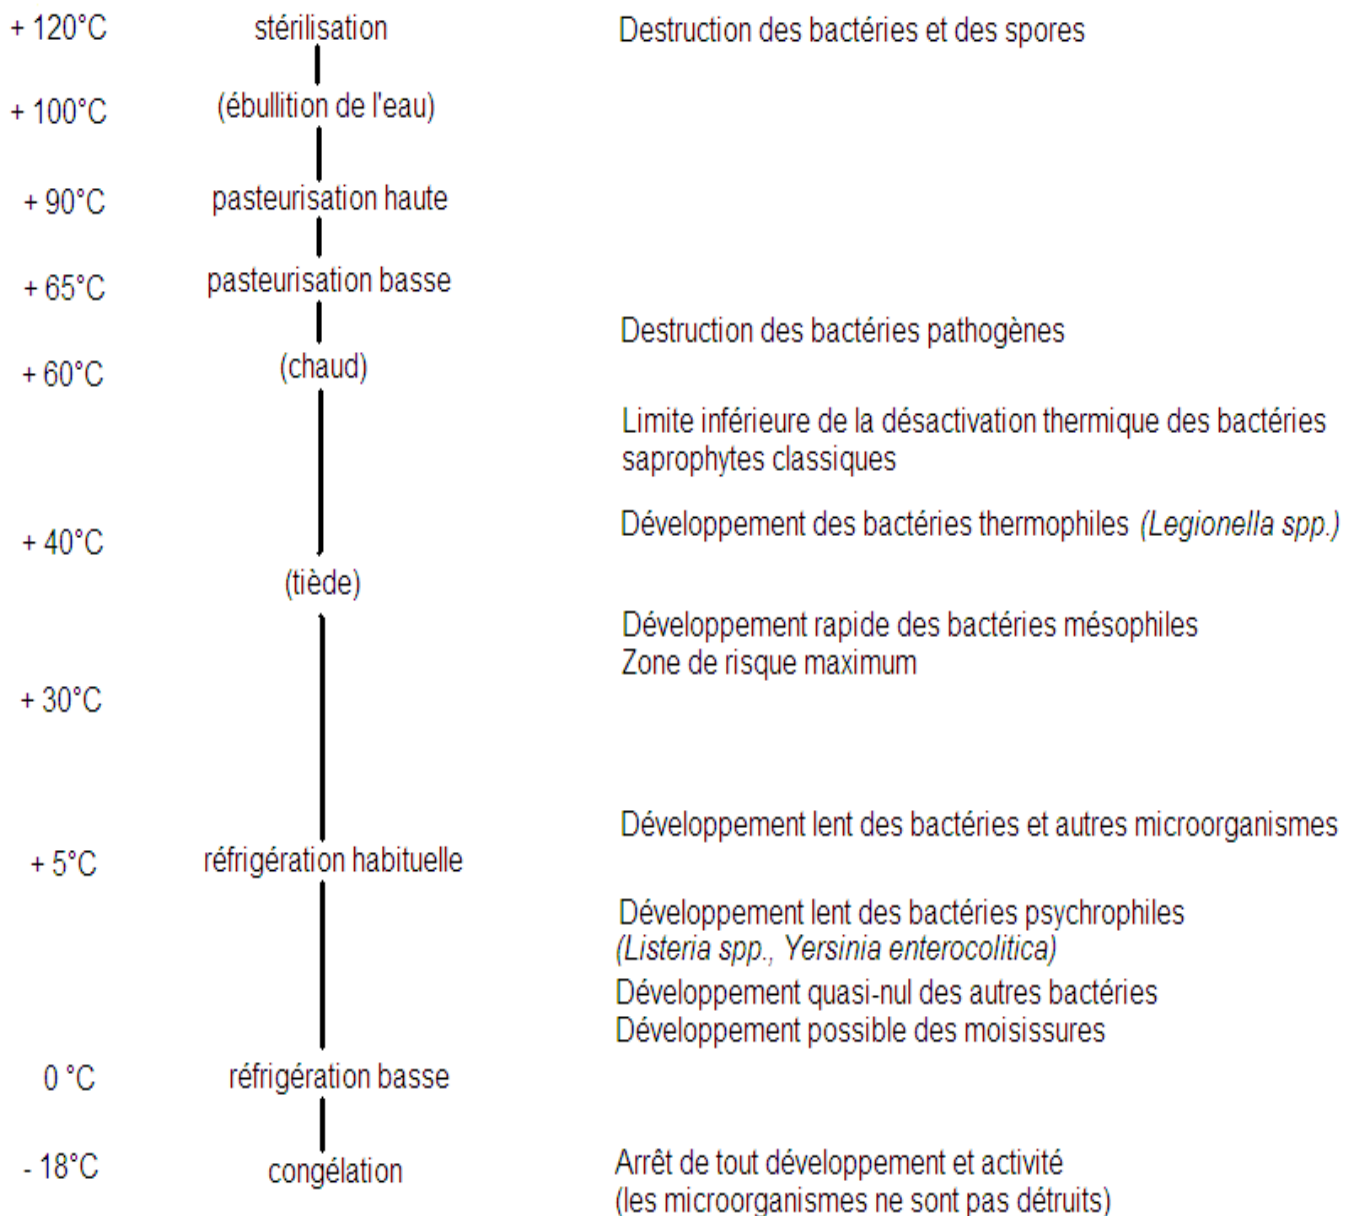 + 120°C stérilisation Destruction des bactéries et des spores
+ 100°C (ébullition de l'eau)
+ 90°C pasteurisation haute
+ 65°C pasteurisation basse
Destruction des bactéries pathogènes
+ 60°C (chaud)
Limite inférieure de la désactivation thermique des bactéries
saprophytes classiques
Développement des bactéries thermophiles (Legionella spp.)
+ 40°C
(tiède)
Développement rapide des bactéries mésophiles
Zone de risque maximum
+ 30°C
Développement lent des bactéries et autres microorganismes
+ 5°C réfrigération habituelle
Développement lent des bactéries psychrophiles
(Listeria spp., Yersinia enterocolitica)
Développement quasi-nul des autres bactéries
Développement possible des moisissures
0 °C réfrigération basse
- 18°C congélation Arrêt de tout développement et activité
(les microorganismes ne sont pas détruits)